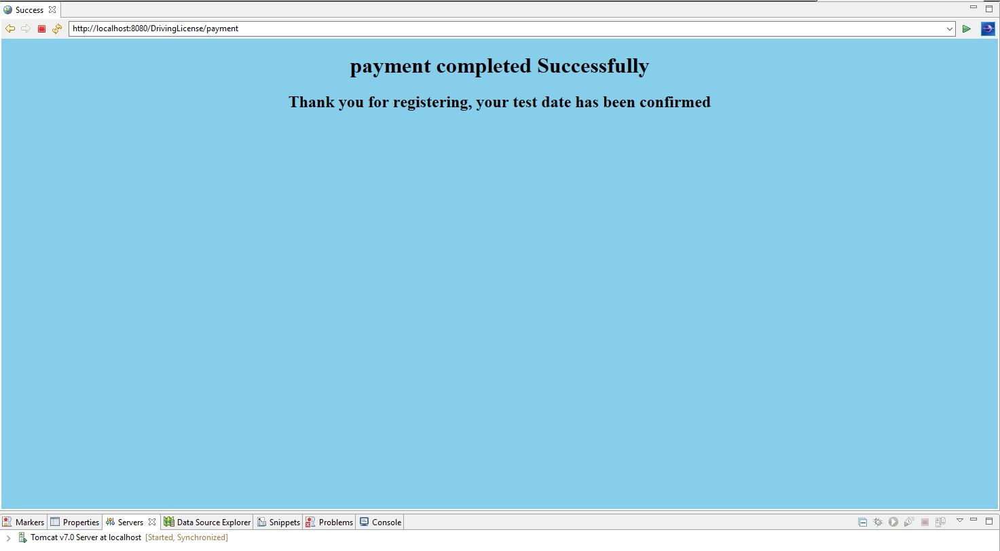 Success
http://localhost:8080/DrivingLicense/payment
payment completed Successfully
Thank you for registering, your test date has been confirmed
Markers Properties Servers Data Source Explorer Snippets Problems Console
Tomcat v7.0 Server at localhost [Started, Synchronized]